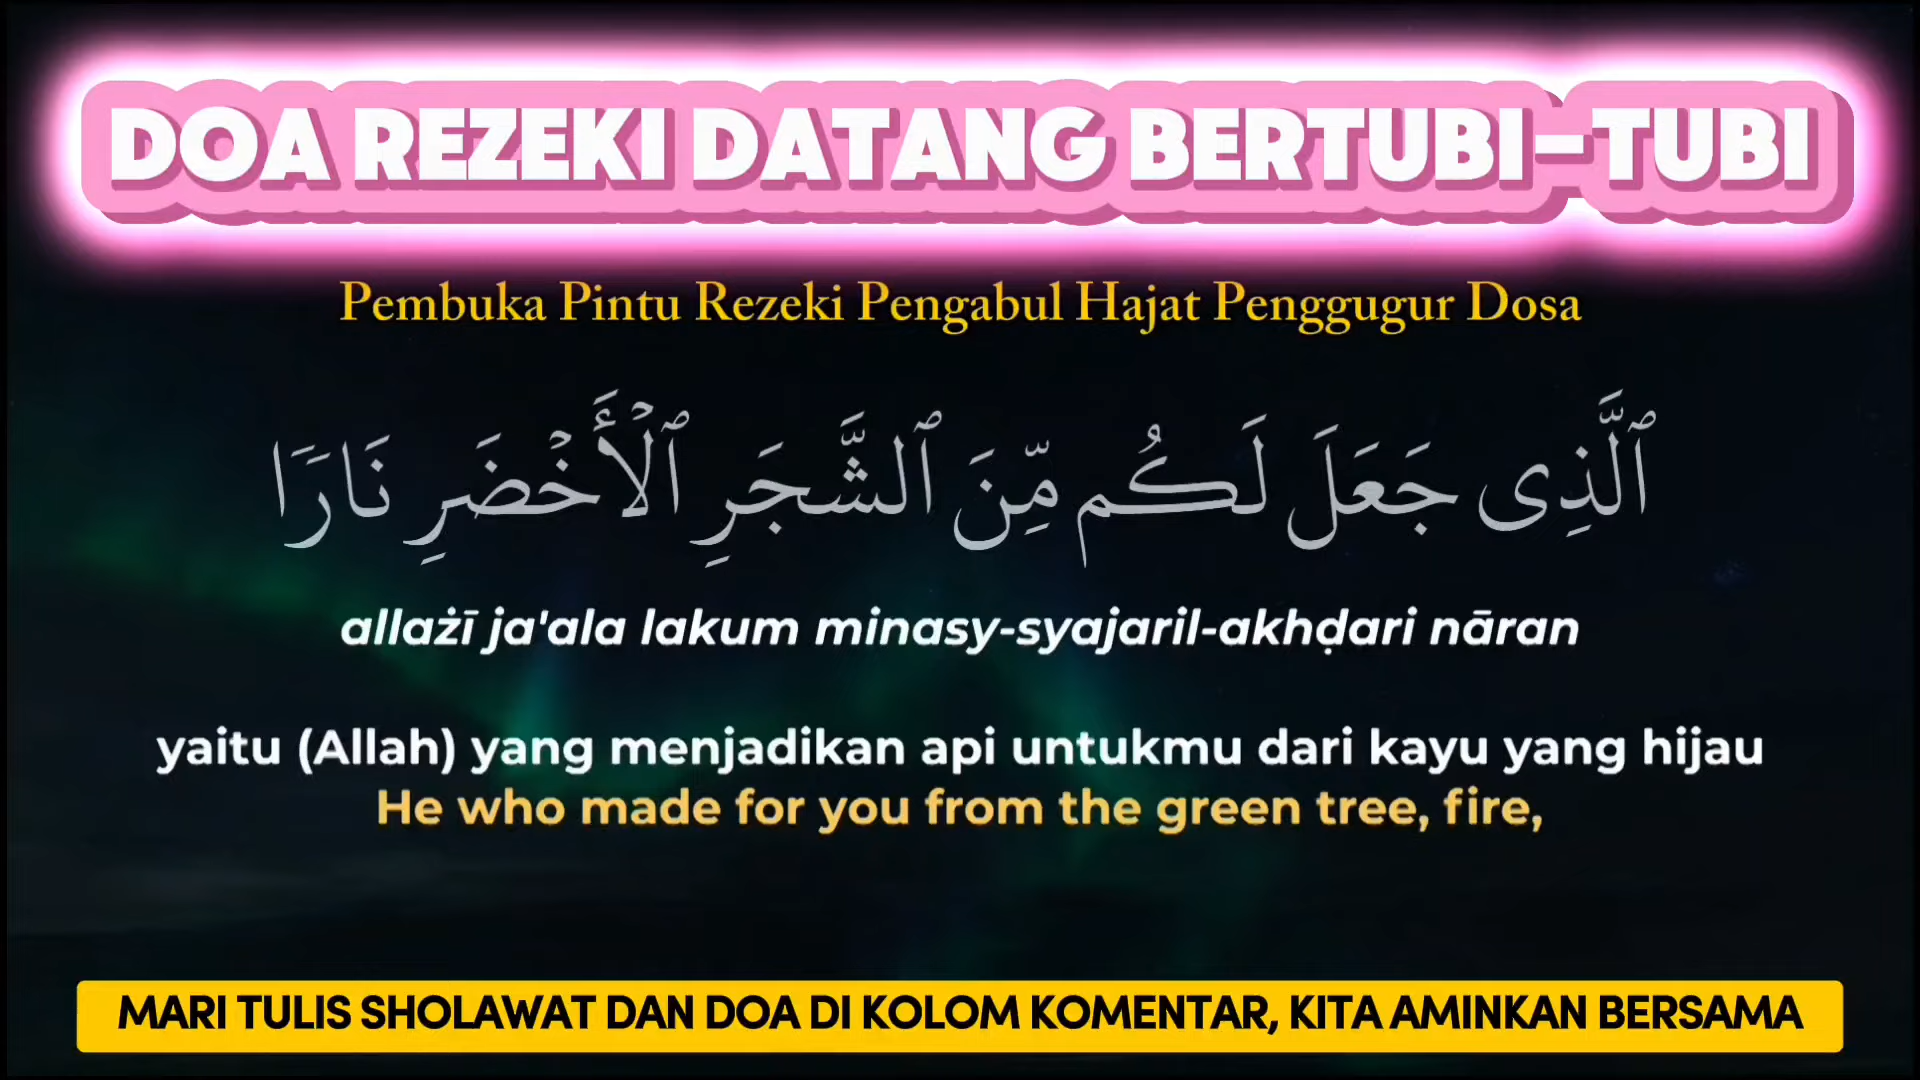 DOA REZEKI DATANG BERTUBI-TUBI
Pembuka Pintu Rezeki Pengabul Hajat Penggugur Dosa
ٱلَّذِى جَعَلَ لَكُم مِّنَ ٱلشَّجَرِ ٱلْأَخْضَرِ نَارًا
allażī ja'ala lakum minasy-syajaril-akhḍari nāran
yaitu (Allah) yang menjadikan api untukmu dari kayu yang hijau
He who made for you from the green tree, fire,
MARI TULIS SHOLAWAT DAN DOA DI KOLOM KOMENTAR, KITA AMINKAN BERSAMA